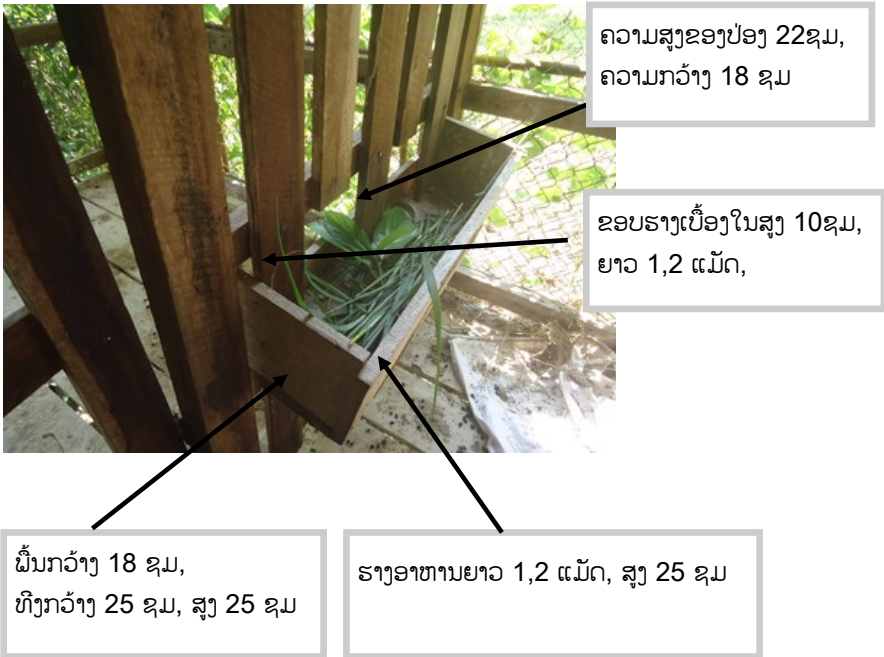 ຄວາມສູງຂອງປ່ອງ 22ຊມ,
ຄວາມກວ້າງ 18 ຊມ
ຂອບຮາງເບື້ອງໃນສູງ 10ຊມ,
ຍາວ 1,2 ແມັດ,
ພື້ນກວ້າງ 18 ຊມ,
ທີງກວ້າງ 25 ຊມ, ສູງ 25 ຊມ
ຮາງອາຫານຍາວ 1,2 ແມັດ, ສູງ 25 ຊມ